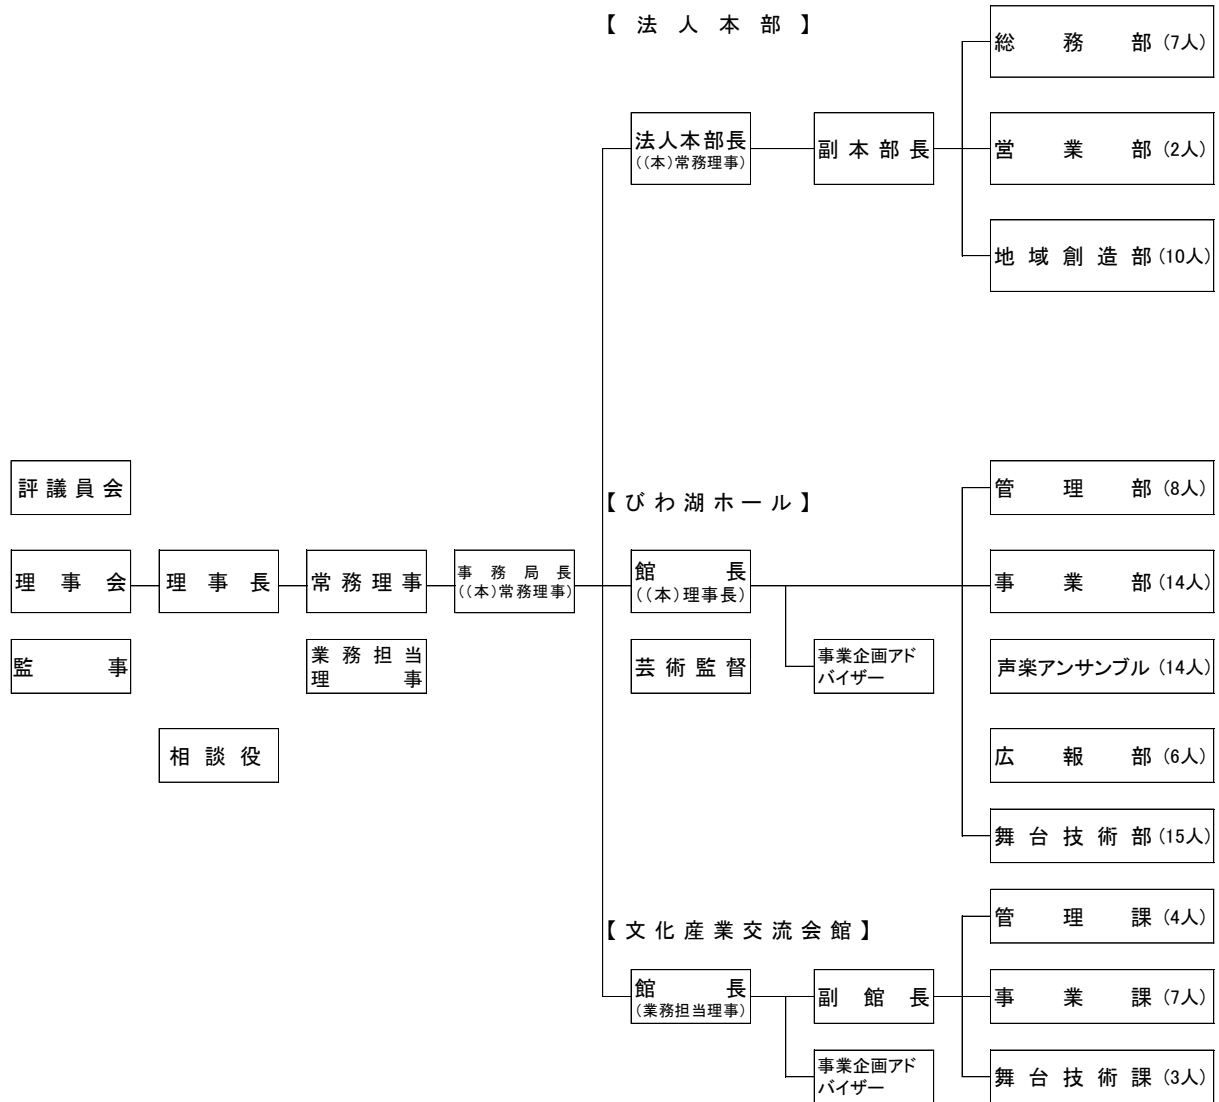 【法人本部】
総務部(7人)
法人本部長
((本)常務理事)
副本部長
営業部(2人)
地域創造部(10人)
評議員会
【びわ湖ホール】
管理部(8人)
理事会
理事長
常務理事
事務局長
((本)常務理事)
館長
((本)理事長)
事業部(14人)
監事
業務担当
理事
芸術監督
事業企画アド
バイザー
声楽アンサンブル(14人)
相談役
広報部(6人)
舞台技術部(15人)
【文化産業交流会館】
管理課(4人)
館長
(業務担当理事)
副館長
事業課(7人)
事業企画アド
バイザー
舞台技術課(3人)